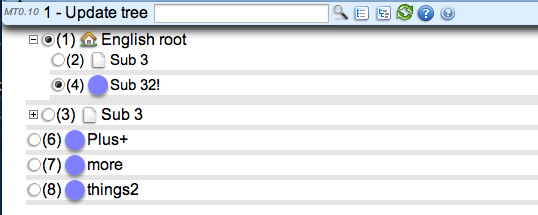 MT0.10 1 - Update tree
(1) English root
(2) Sub 3
(4) Sub 32!
(3) Sub 3
(6) Plus+
(7) more
(8) things2